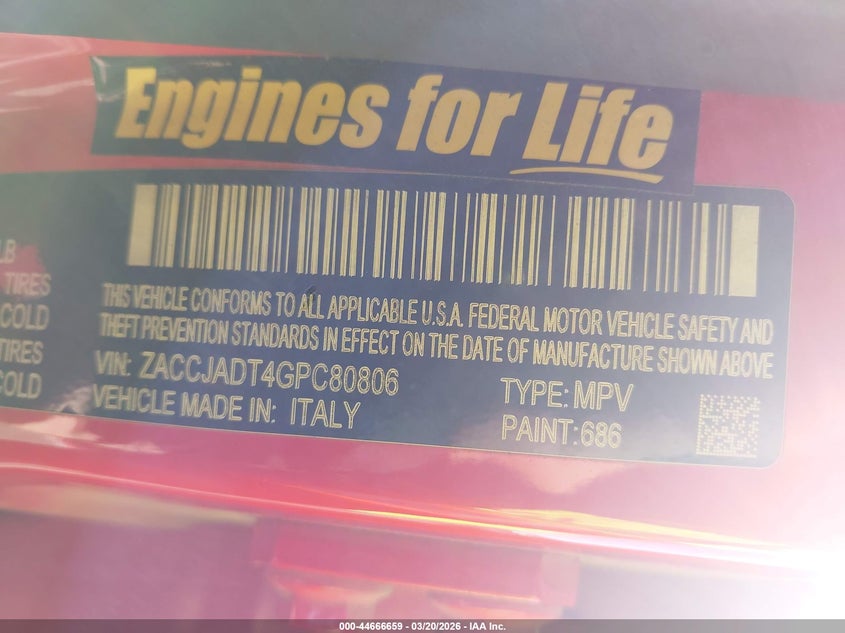 Engines for Life
LB
TIRES
COLD
TIRES
COLD
THIS VEHICLE CONFORMS TO ALL APPLICABLE U.S.A. FEDERAL MOTOR VEHICLE SAFETY AND
THEFT PREVENTION STANDARDS IN EFFECT ON THE DATE OF MANUFACTURE SHOWN ABOVE
VIN: ZACCJADT4GPC80806
TYPE: MPV
VEHICLE MADE IN: ITALY
PAINT: 686
000-44666659 - 03/20/2026 - IAA Inc.